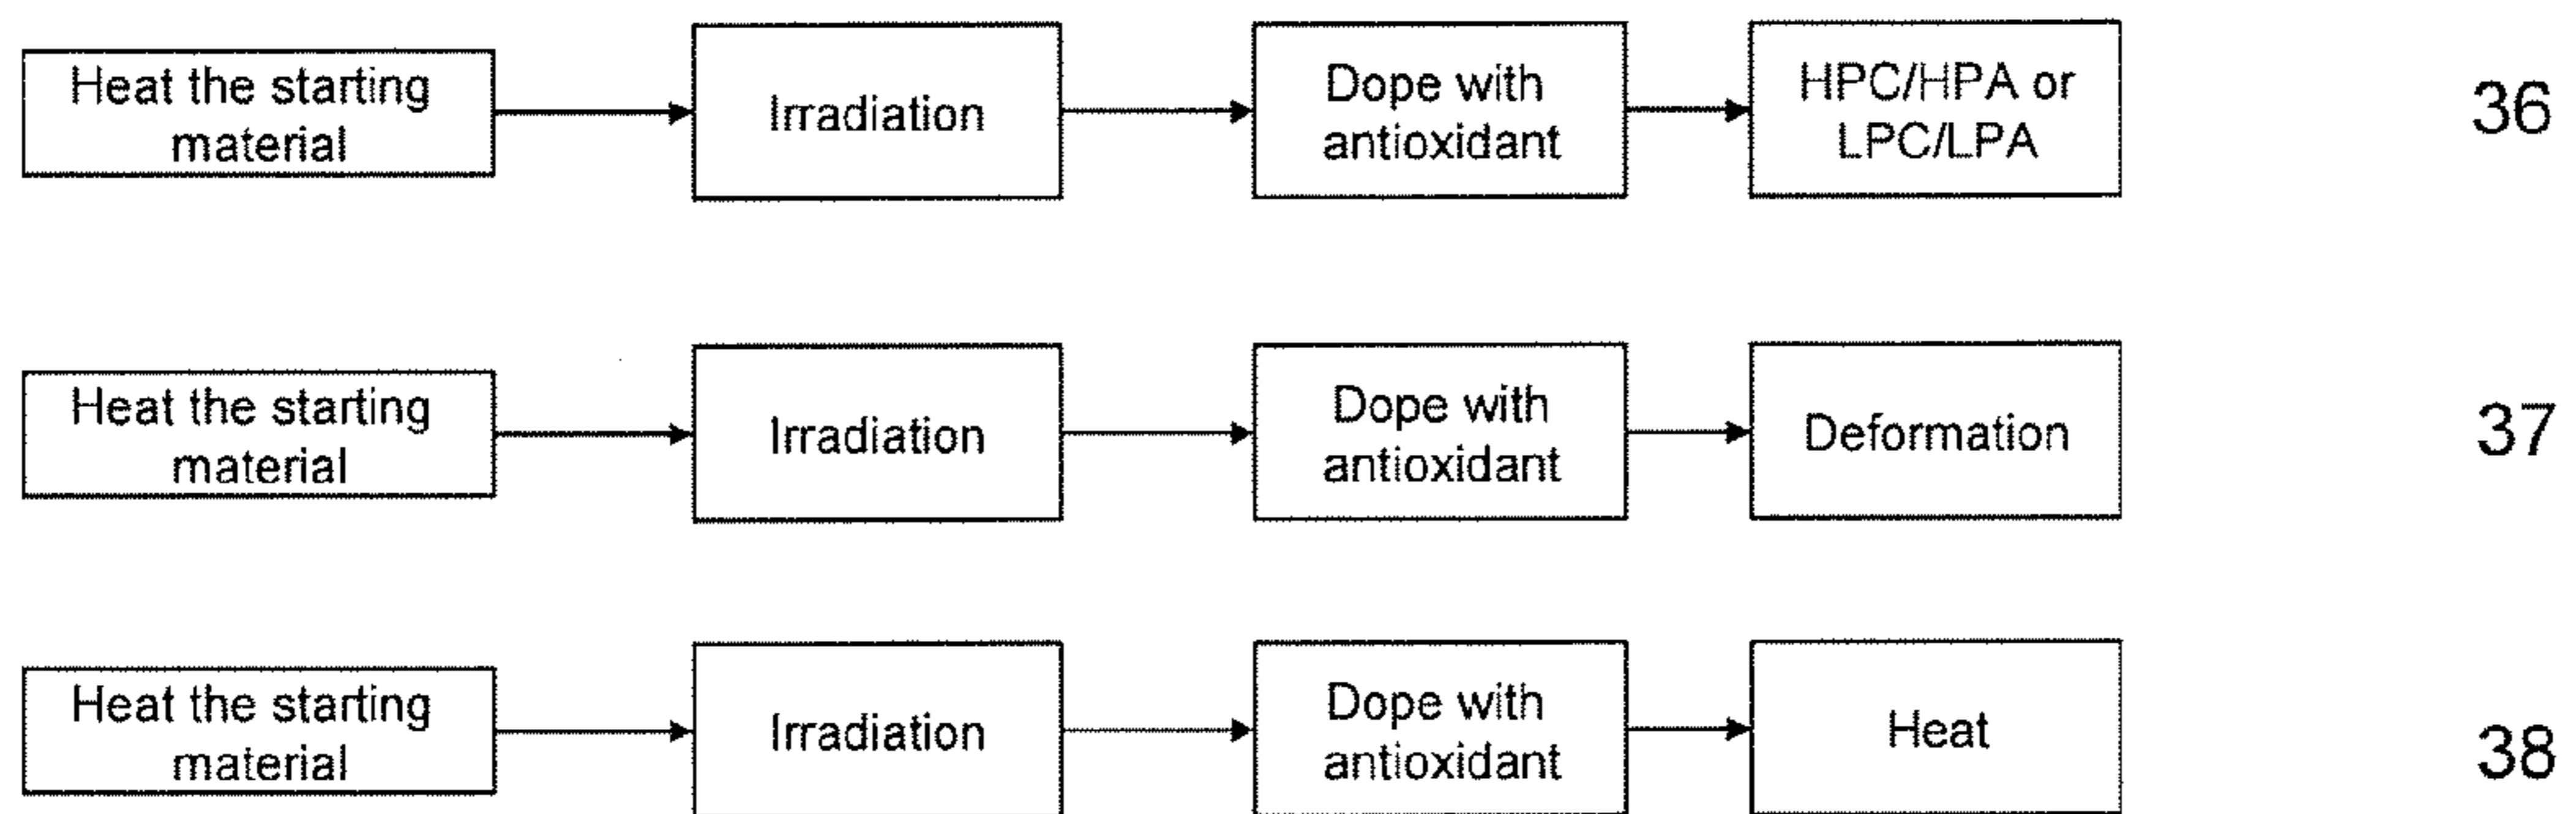 Heat the starting
material
Irradiation
Dope with
antioxidant
HPC/HPA or
LPC/LPA
36
Heat the starting
material
Irradiation
Dope with
antioxidant
Deformation
37
Heat the starting
material
Irradiation
Dope with
antioxidant
Heat
38